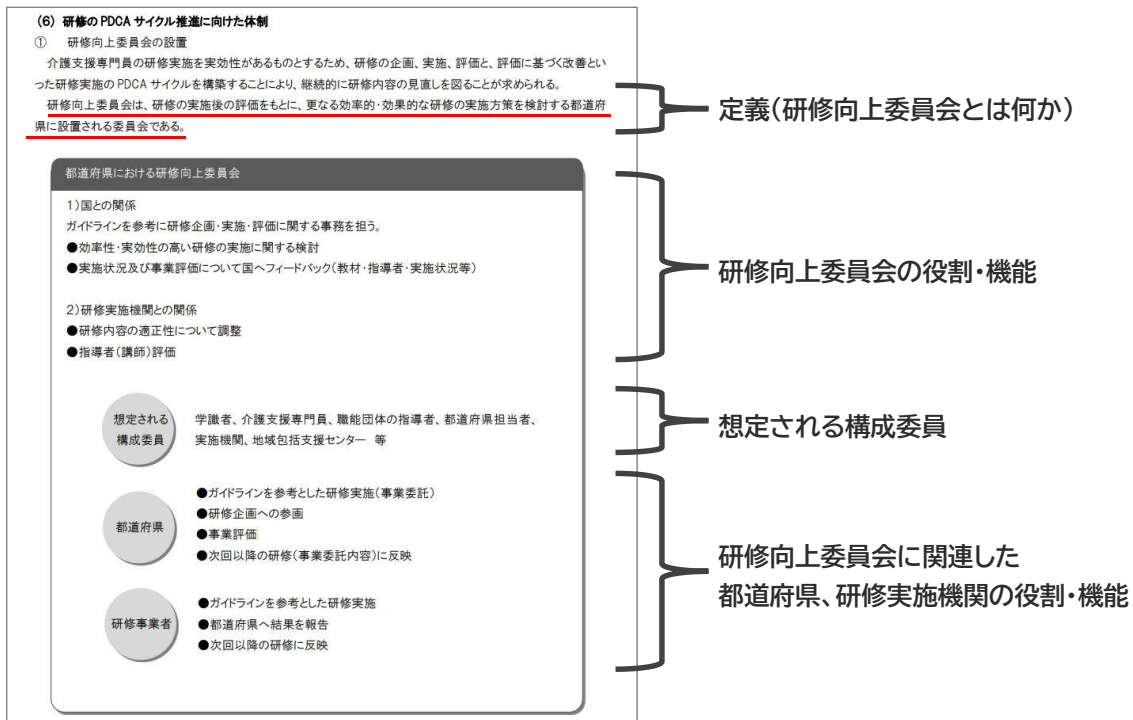 (6) 研修の PDCA サイクル推進に向けた体制
① 研修向上委員会の設置
介護支援専門員の研修実施を実効性があるものとするため、研修の企画、実施、評価と、評価に基づく改善とい
った研修実施の PDCA サイクルを構築することにより、継続的に研修内容の見直しを図ることが求められる。
研修向上委員会は、研修の実施後の評価をもとに、更なる効率的・効果的な研修の実施方策を検討する都道府
県に設置される委員会である。
定義(研修向上委員会とは何か)
都道府県における研修向上委員会
1)国との関係
ガイドラインを参考に研修企画・実施・評価に関する事務を担う。
●効率性・実効性の高い研修の実施に関する検討
●実施状況及び事業評価について国へフィードバック(教材・指導者・実施状況等)
2)研修実施機関との関係
●研修内容の適正性について調整
●指導者(講師)評価
研修向上委員会の役割・機能
想定される
構成委員
学識者、介護支援専門員、職能団体の指導者、都道府県担当者、
実施機関、地域包括支援センター 等
想定される構成委員
都道府県
●ガイドラインを参考とした研修実施(事業委託)
●研修企画への参画
●事業評価
●次回以降の研修(事業委託内容)に反映
研修事業者
●ガイドラインを参考とした研修実施
●都道府県へ結果を報告
●次回以降の研修に反映
研修向上委員会に関連した
都道府県、研修実施機関の役割・機能